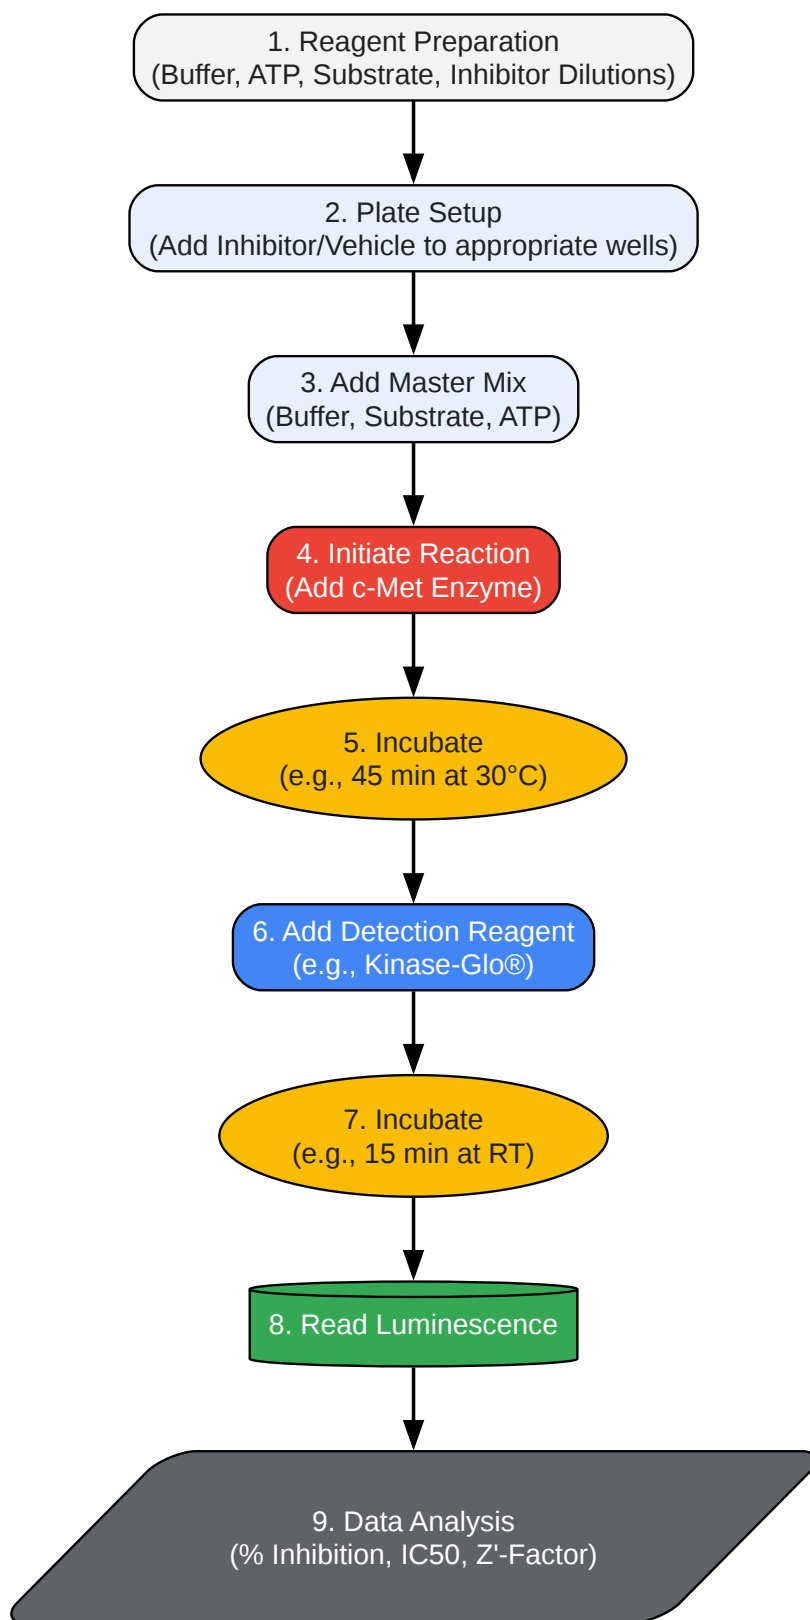 1. Reagent Preparation
(Buffer, ATP, Substrate, Inhibitor Dilutions)
2. Plate Setup
(Add Inhibitor/Vehicle to appropriate wells)
3. Add Master Mix
(Buffer, Substrate, ATP)
4. Initiate Reaction
(Add c-Met Enzyme)
5. Incubate
(e.g., 45 min at 30°C)
6. Add Detection Reagent
(e.g., Kinase-Glo®)
7. Incubate
(e.g., 15 min at RT)
8. Read Luminescence
9. Data Analysis
(% Inhibition, IC50, Z'-Factor)